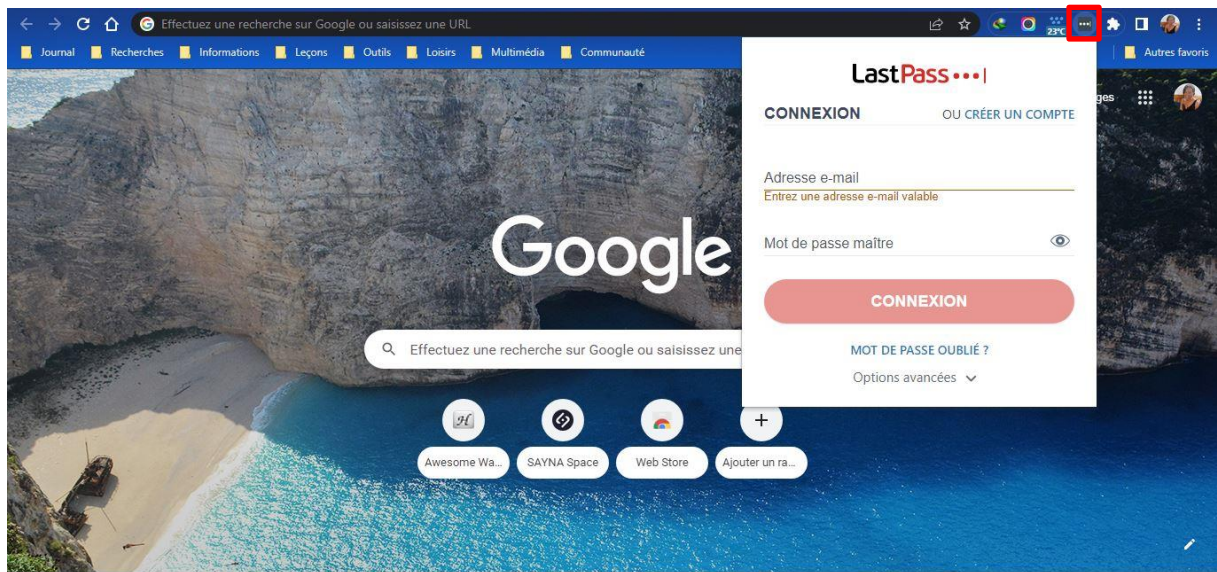 Effectuez une recherche sur Google ou saisissez une URL
23°C
Journal
Recherches
Informations
Leçons
Outils
Loisirs
Multimédia
Communauté
Autres favoris
LastPass
ges
CONNEXION
OU CRÉER UN COMPTE
Adresse e-mail
Entrez une adresse e-mail valable
Mot de passe maître
CONNEXION
MOT DE PASSE OUBLIÉ ?
Options avancées
Google
Effectuez une recherche sur Google ou saisissez une
Awesome Wa...
SAYNA Space
Web Store
Ajouter un ra...